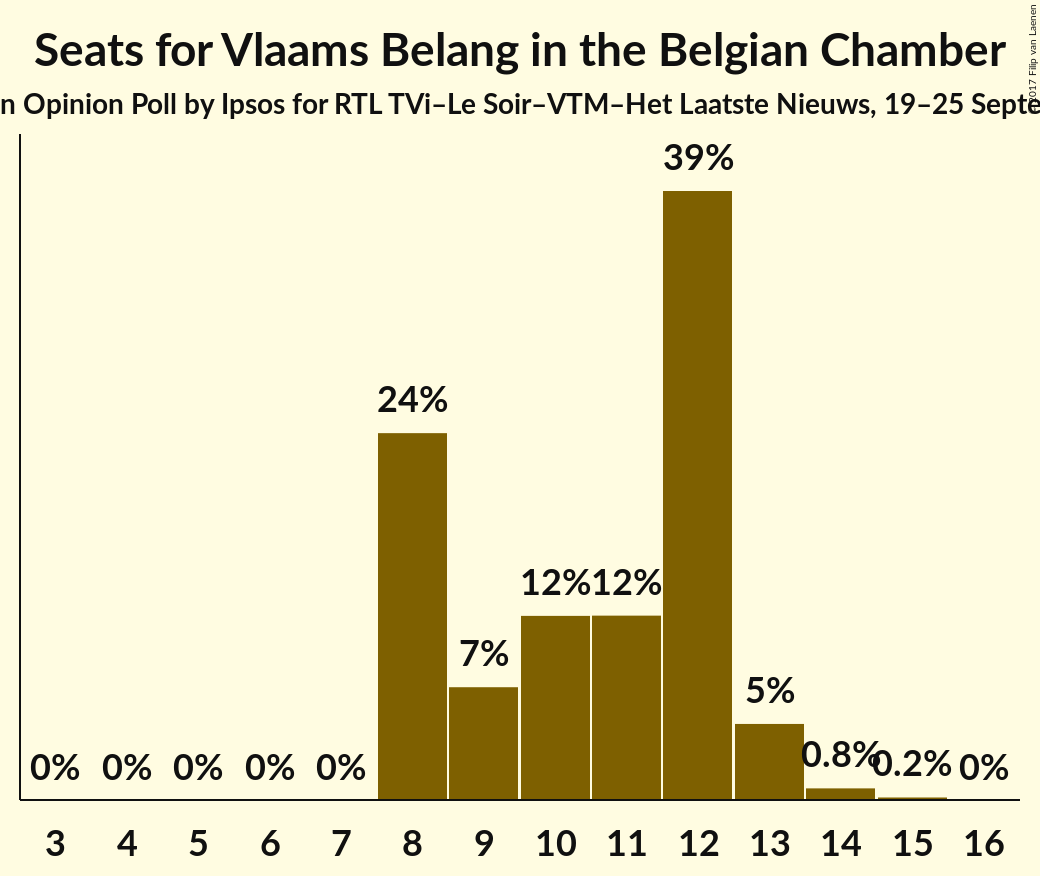 Seats for Vlaams Belang in the Belgian Chamber
n Opinion Poll by Ipsos for RTL TVi–Le Soir–VTM–Het Laatste Nieuws, 19–25 Septe
2017 Filip van Laenen
39%
24%
12% 12%
7%
5%
0.8%
0% 0% 0% 0% 0% 0.2% 0%
3 4 5 6 7 8 9 10 11 12 13 14 15 16